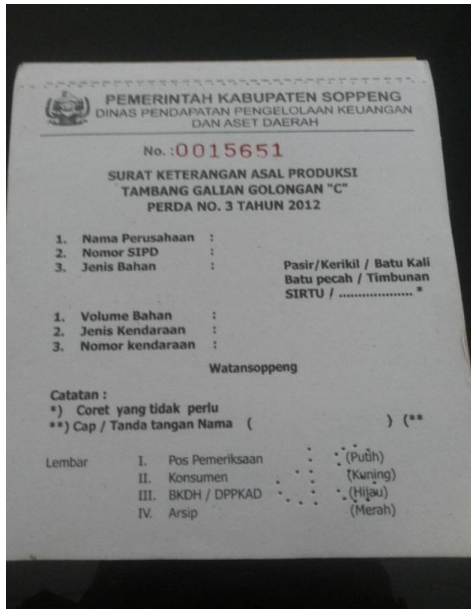 PEMERINTAH KABUPATEN SOPPENG
DINAS PENDAPATAN PENGELOLAAN KEUANGAN
DAN ASET DAERAH
No. : 0015651
SURAT KETERANGAN ASAL PRODUKSI
TAMBANG GALIAN GOLONGAN "C"
PERDA NO. 3 TAHUN 2012
1. Nama Perusahaan :
2. Nomor SIPD :
3. Jenis Bahan : Pasir/Kerikil / Batu Kali
Batu pecah / Timbunan
SIRTU / ................... *
1. Volume Bahan :
2. Jenis Kendaraan :
3. Nomor kendaraan :
Watansoppeng
Catatan :
*) Coret yang tidak perlu
**) Cap / Tanda tangan Nama ( ) (**
Lembar I. Pos Pemeriksaan : (Putih)
II. Konsumen : (Kuning)
III. BKDH / DPPKAD : (Hijau)
IV. Arsip (Merah)